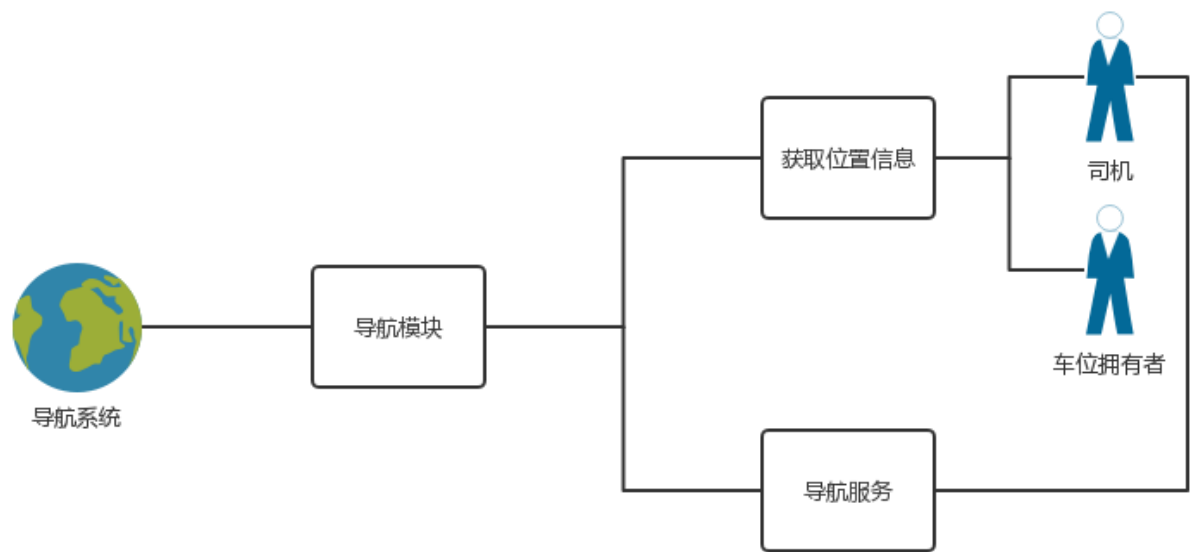 获取位置信息
司机
导航模块
车位拥有者
导航系统
导航服务